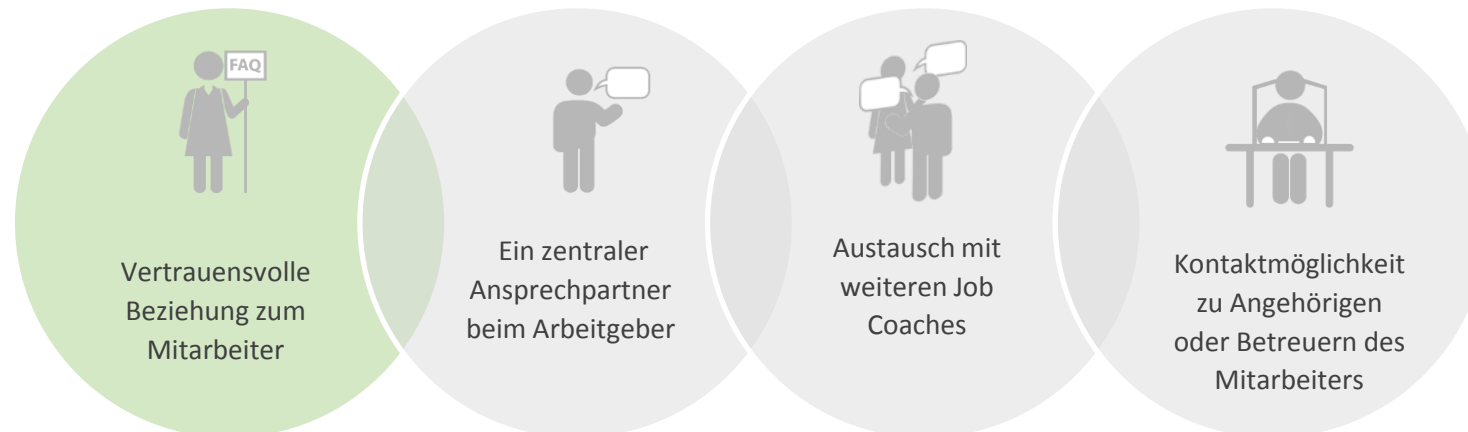 FAQ
Vertrauensvolle
Beziehung zum
Mitarbeiter
Ein zentraler
Ansprechpartner
beim Arbeitgeber
Austausch mit
weiteren Job
Coaches
Kontaktmöglichkeit
zu Angehörigen
oder Betreuern des
Mitarbeiters